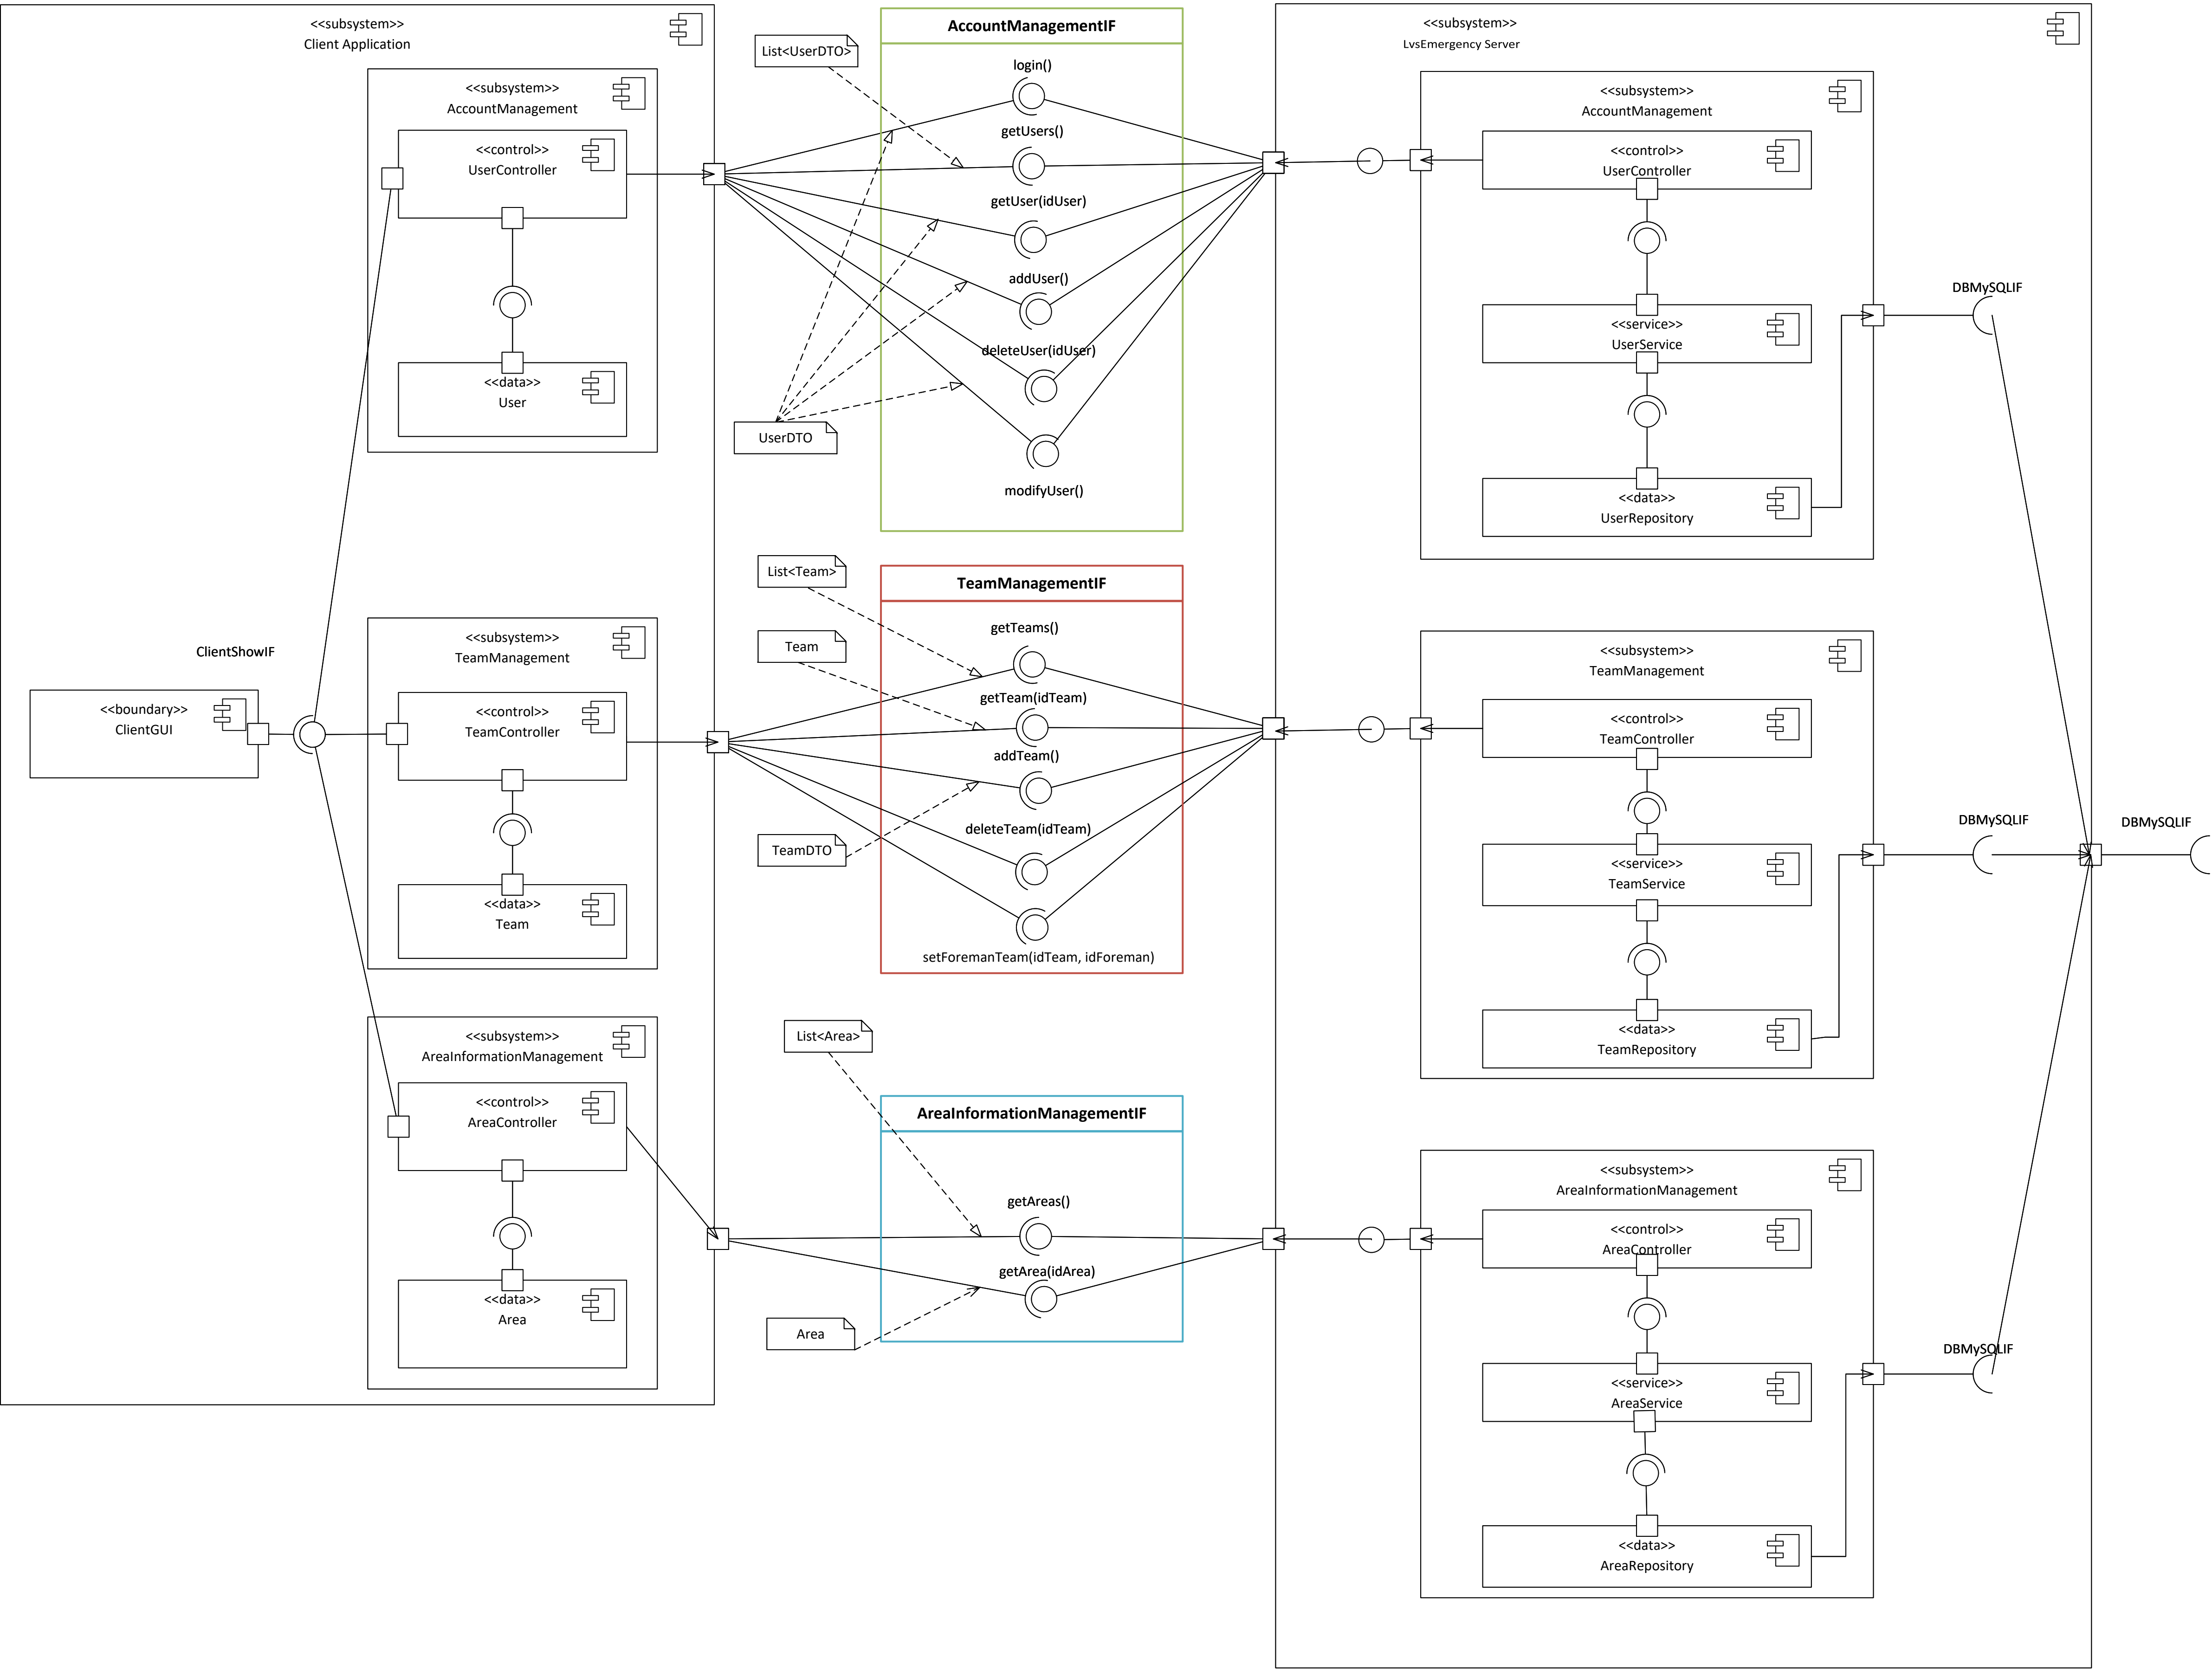 <<subsystem>>
Client Application
<<subsystem>>
AccountManagement
<<control>>
UserController
<<data>>
User
ClientShowIF
<<boundary>>
ClientGUI
<<subsystem>>
TeamManagement
<<control>>
TeamController
<<data>>
Team
<<subsystem>>
AreaInformationManagement
<<control>>
AreaController
<<data>>
Area
List<UserDTO>
UserDTO
AccountManagementIF
login()
getUsers()
getUser(idUser)
addUser()
deleteUser(idUser)
modifyUser()
List<Team>
Team
TeamDTO
TeamManagementIF
getTeams()
getTeam(idTeam)
addTeam()
deleteTeam(idTeam)
setForemanTeam(idTeam, idForeman)
List<Area>
Area
AreaInformationManagementIF
getAreas()
getArea(idArea)
<<subsystem>>
LvsEmergency Server
<<subsystem>>
AccountManagement
<<control>>
UserController
<<service>>
UserService
<<data>>
UserRepository
DBMySQLIF
<<subsystem>>
TeamManagement
<<control>>
TeamController
<<service>>
TeamService
<<data>>
TeamRepository
DBMySQLIF
DBMySQLIF
<<subsystem>>
AreaInformationManagement
<<control>>
AreaController
<<service>>
AreaService
<<data>>
AreaRepository
DBMySQLIF